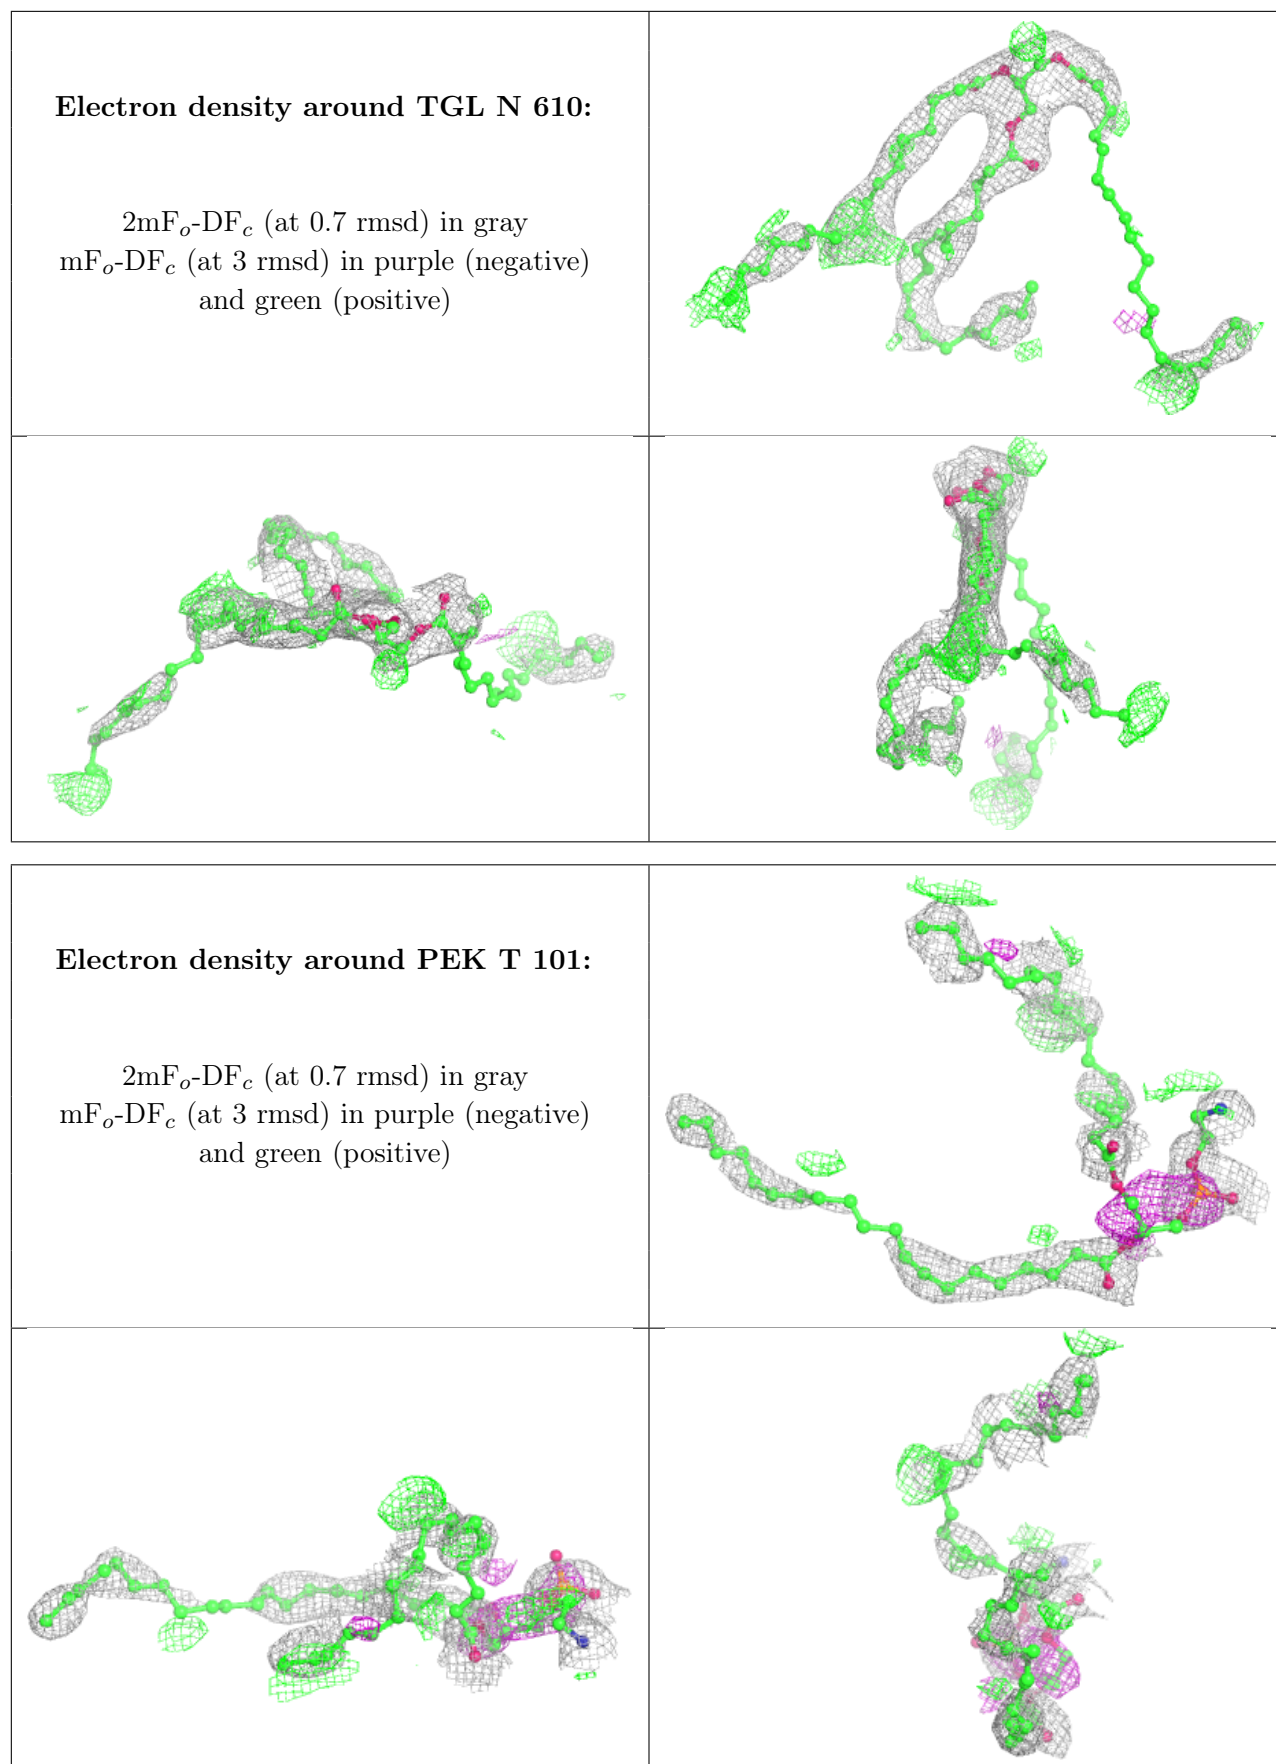 Electron density around TGL N 610:
2mFo-DFc (at 0.7 rmsd) in gray
mFo-DFc (at 3 rmsd) in purple (negative)
and green (positive)
Electron density around PEK T 101:
2mFo-DFc (at 0.7 rmsd) in gray
mFo-DFc (at 3 rmsd) in purple (negative)
and green (positive)